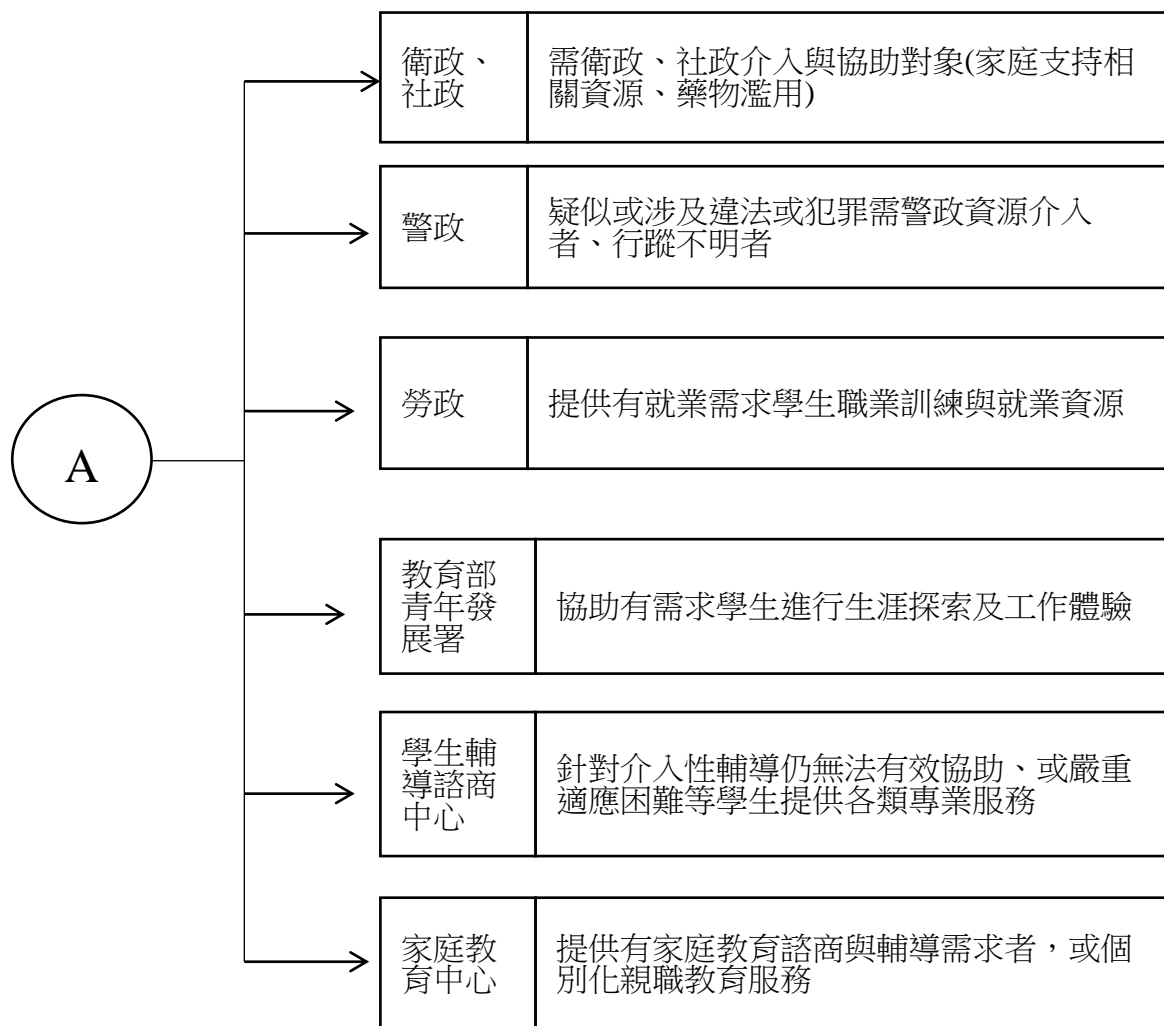 衛政、
社政
需衛政、社政介入與協助對象(家庭支持相
關資源、藥物濫用)
警政
疑似或涉及違法或犯罪需警政資源介入
者、行蹤不明者
勞政
提供有就業需求學生職業訓練與就業資源
A
教育部
青年發
展署
協助有需求學生進行生涯探索及工作體驗
學生輔
導諮商
中心
針對介入性輔導仍無法有效協助、或嚴重
適應困難等學生提供各類專業服務
家庭教
育中心
提供有家庭教育諮商與輔導需求者，或個
別化親職教育服務